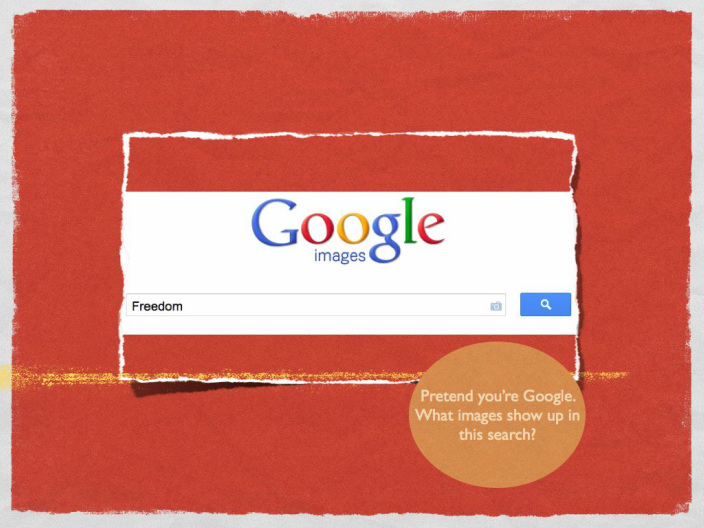 Google
images
Freedom
Pretend you're Google.
What images show up in
this search?